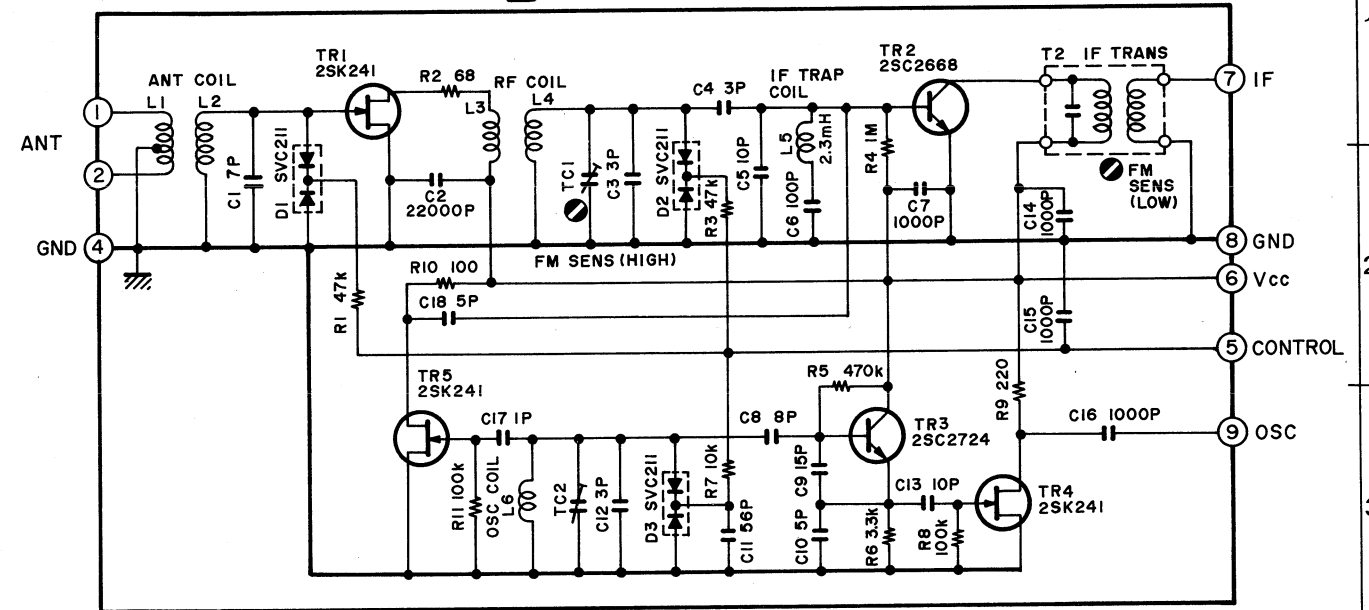 TR1
2SK241
ANT COIL
L1
L2
R2 68
RF COIL
L3
L4
C4 3P
IF TRAP
COIL
TR2
2SC2668
T2 IF TRANS
7
IF
1
ANT
2
C1 7P
D1 SVC211
C2
22000P
TC1
C3 3P
D2 SVC211
R3 47k
C5 10P
L5
2.3mH
C6 100P
R4 1M
C7
1000P
FM
SENS
(LOW)
C14
1000P
GND
4
FM SENS (HIGH)
8
GND
R10 100
6
Vcc
R1 47k
C18 5P
C15
1000P
5
CONTROL
TR5
2SK241
R5 470k
R9 220
C17 1P
C8 8P
TR3
2SC2724
C16 1000P
9
OSC
R11 100k
OSC COIL
L6
TC2
C12 3P
D3 SVC211
R7 10k
C11 56P
C9 15P
C10 5P
R6 3.3k
C13 10P
R8
100k
TR4
2SK241
2